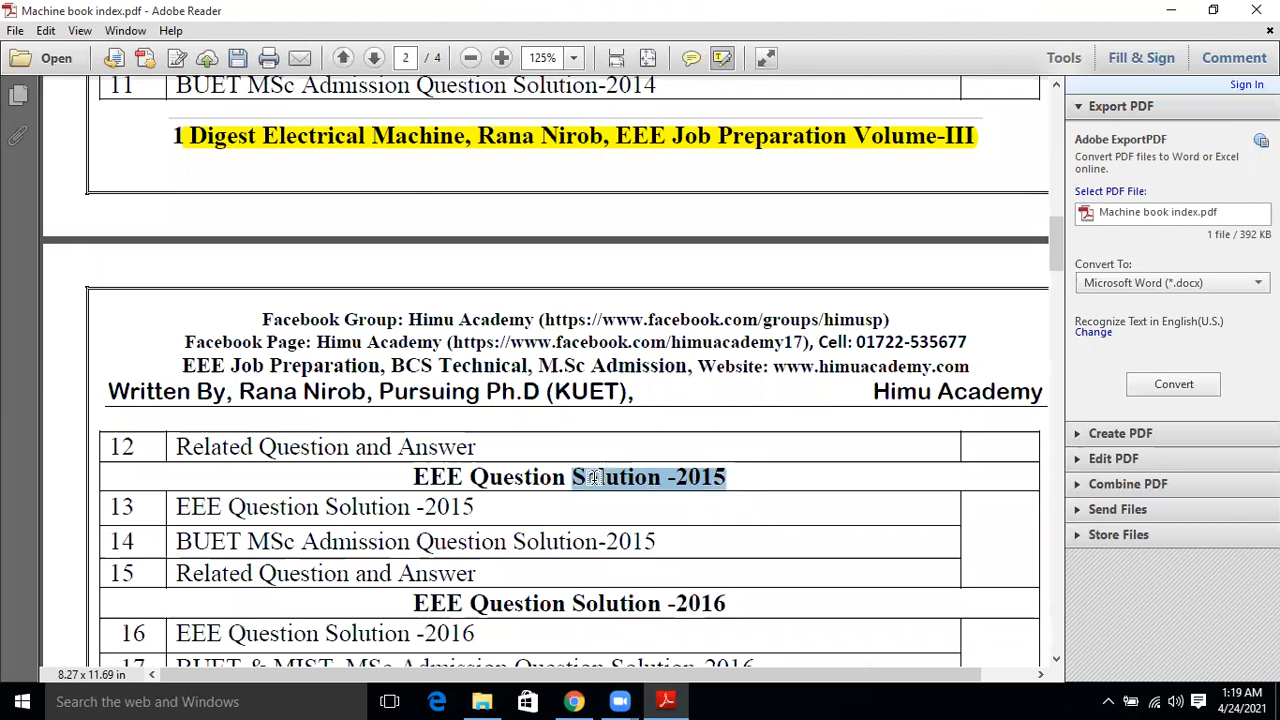 Machine book index.pdf - Adobe Reader
File Edit View Window Help
Open 2 / 4 125% Tools Fill & Sign Comment
Sign In
11 BUET MSc Admission Question Solution-2014
1 Digest Electrical Machine, Rana Nirob, EEE Job Preparation Volume-III
Facebook Group: Himu Academy (https://www.facebook.com/groups/himusp)
Facebook Page: Himu Academy (https://www.facebook.com/himuacademy17), Cell: 01722-535677
EEE Job Preparation, BCS Technical, M.Sc Admission, Website: www.himuacademy.com
Written By, Rana Nirob, Pursuing Ph.D (KUET), Himu Academy
12 Related Question and Answer
EEE Question Solution -2015
13 EEE Question Solution -2015
14 BUET MSc Admission Question Solution-2015
15 Related Question and Answer
EEE Question Solution -2016
16 EEE Question Solution -2016
17 BUET & MIST MSc Admission Question Solution-2016
8.27 x 11.69 in
Export PDF
Adobe ExportPDF
Convert PDF files to Word or Excel
online.
Select PDF File:
Machine book index.pdf
1 file / 392 KB
Convert To:
Microsoft Word (*.docx)
Recognize Text in English(U.S.)
Change
Convert
Create PDF
Edit PDF
Combine PDF
Send Files
Store Files
Search the web and Windows
1:19 AM
4/24/2021